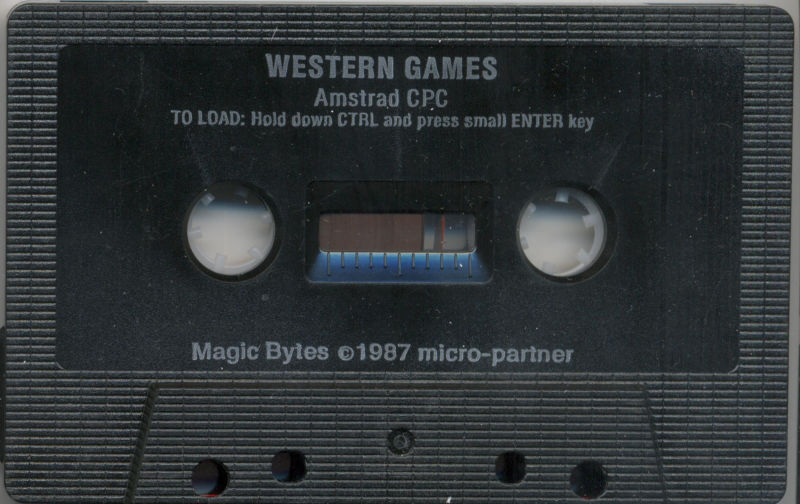 WESTERN GAMES
Amstrad CPC
TO LOAD: Hold down CTRL and press small ENTER key
Magic Bytes ©1987 micro-partner